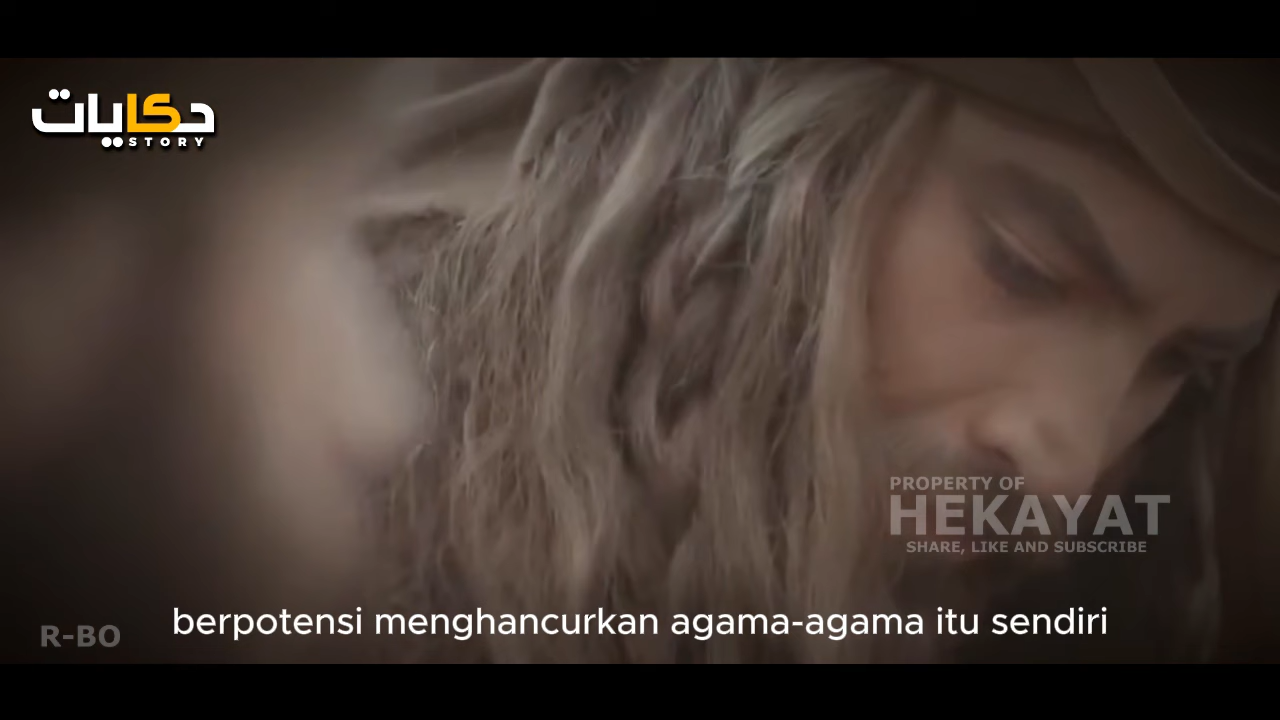 حكايات
STORY
PROPERTY OF
HEKAYAT
SHARE, LIKE AND SUBSCRIBE
R-BO
berpotensi menghancurkan agama-agama itu sendiri